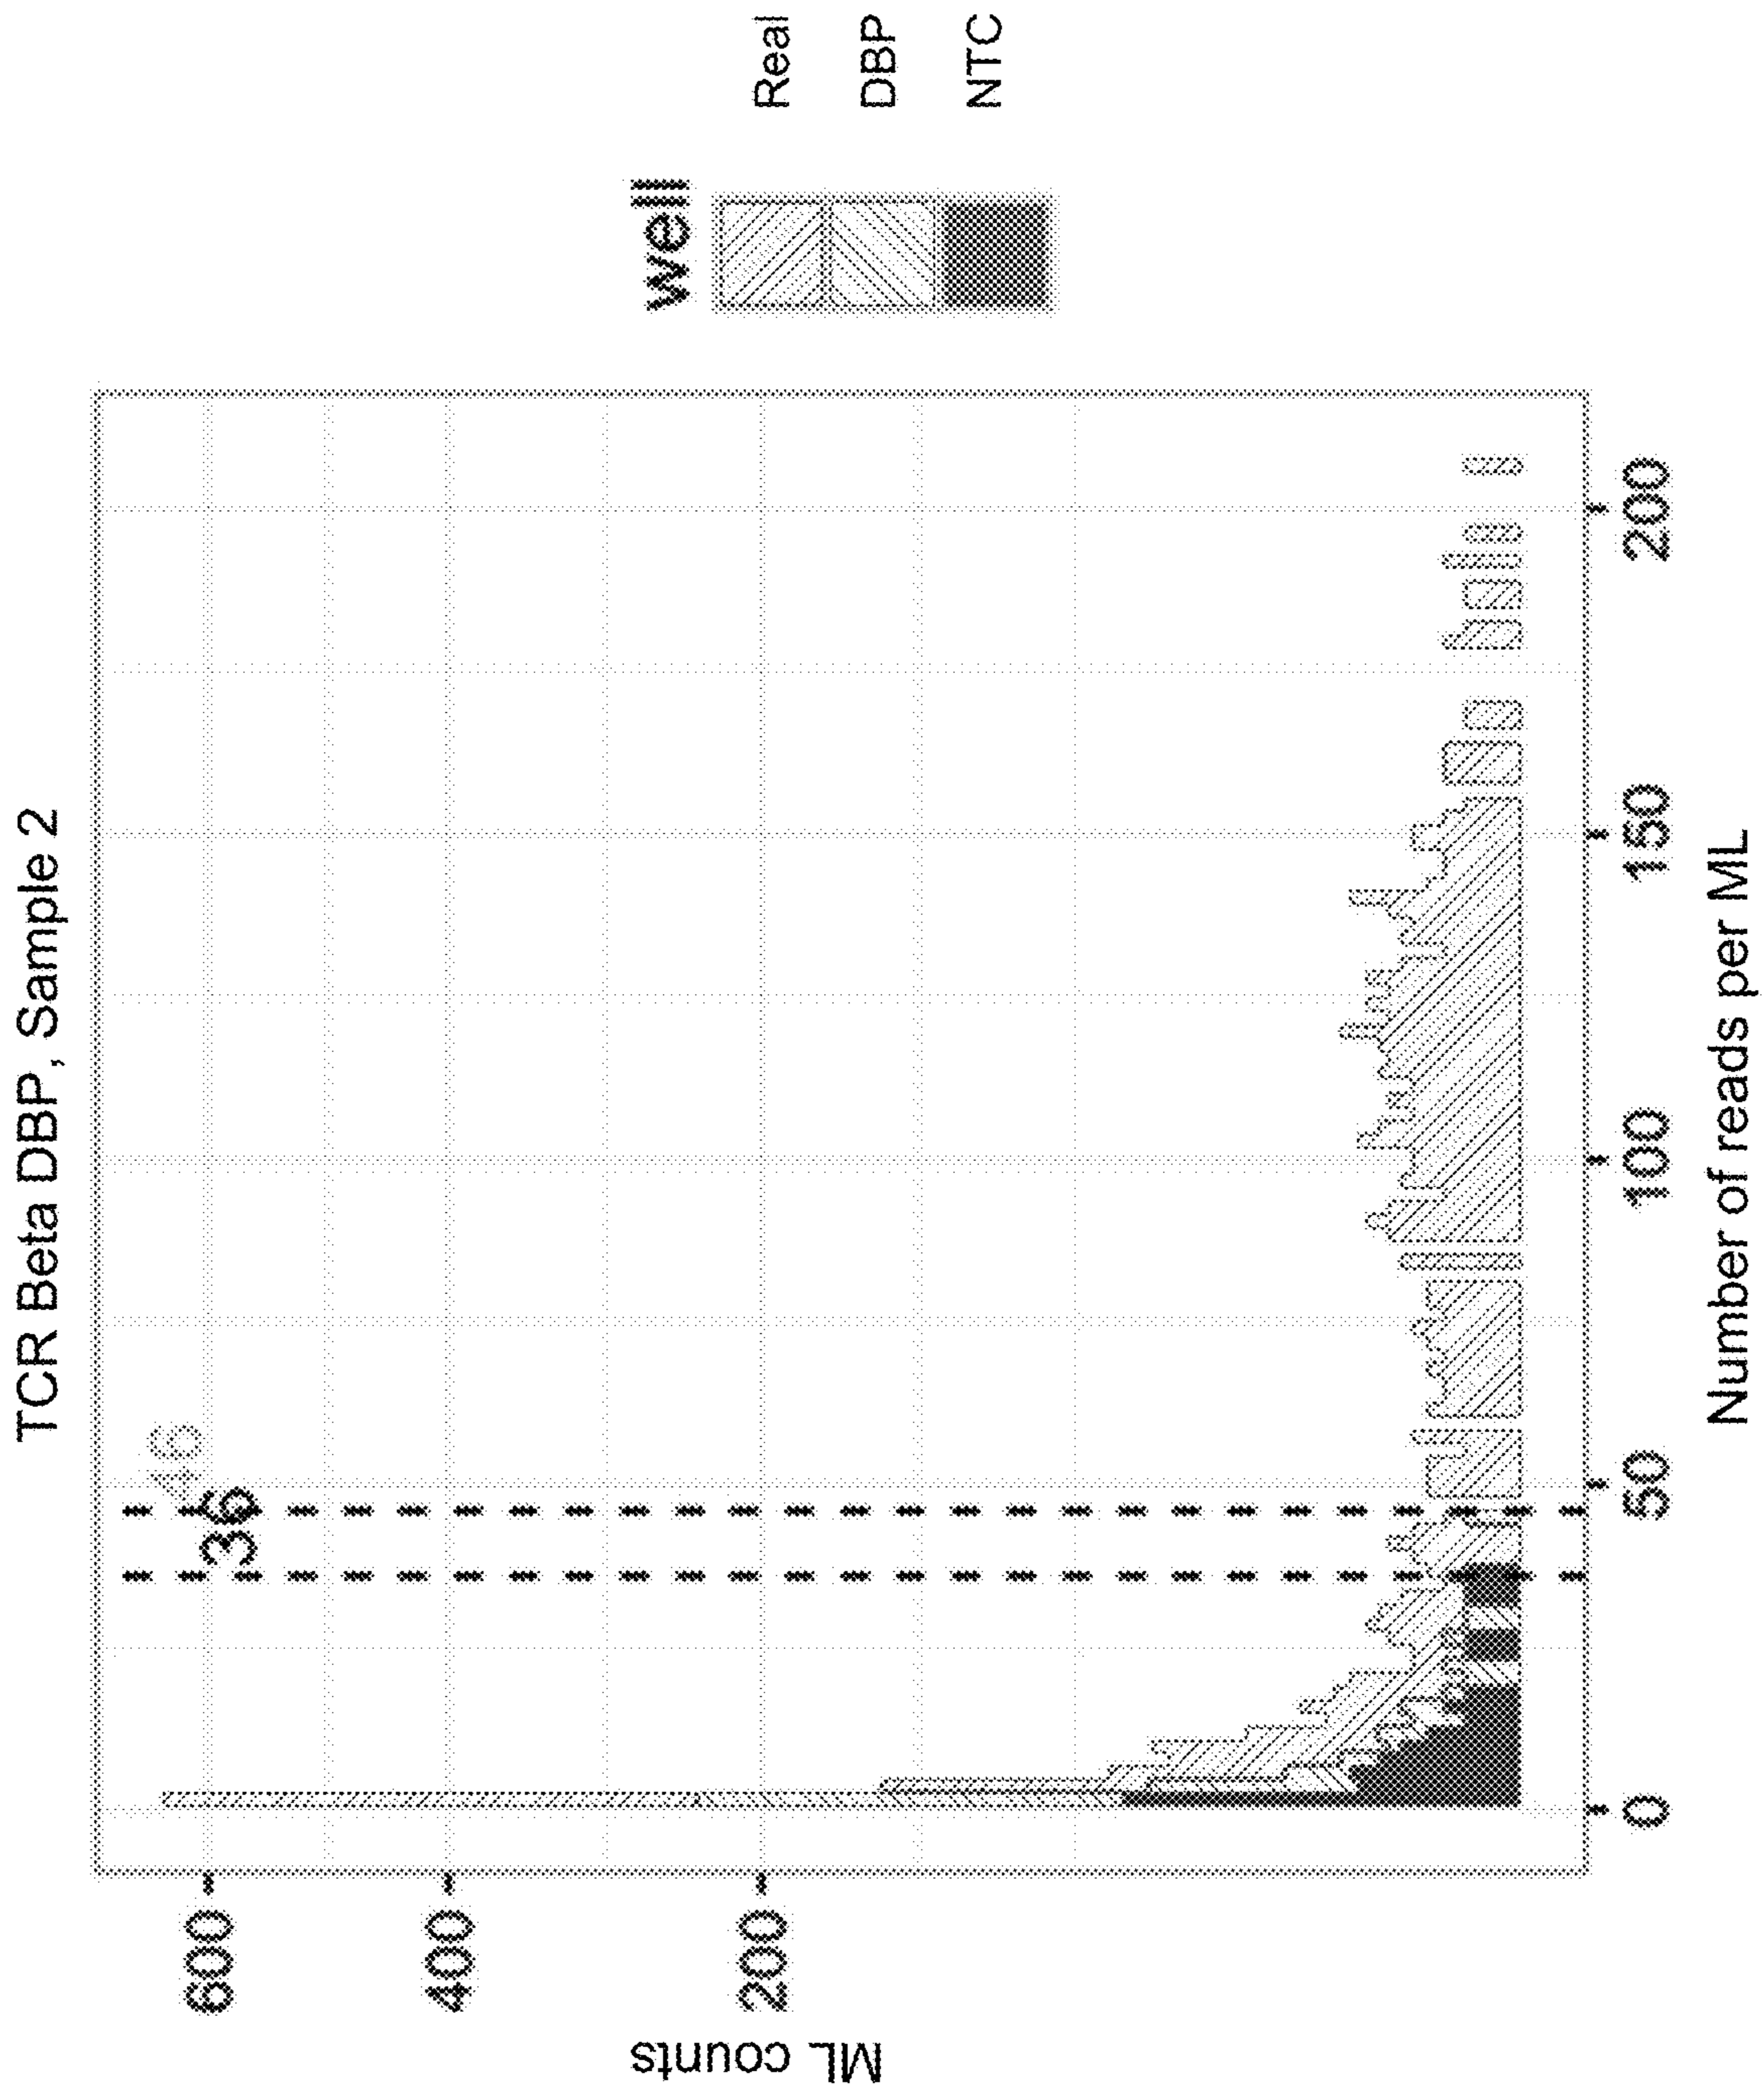 TCR Beta DBP, Sample 2
ML counts
600
400
200
46
36
0
50
100
150
200
Number of reads per ML
well
Real
DBP
NTC